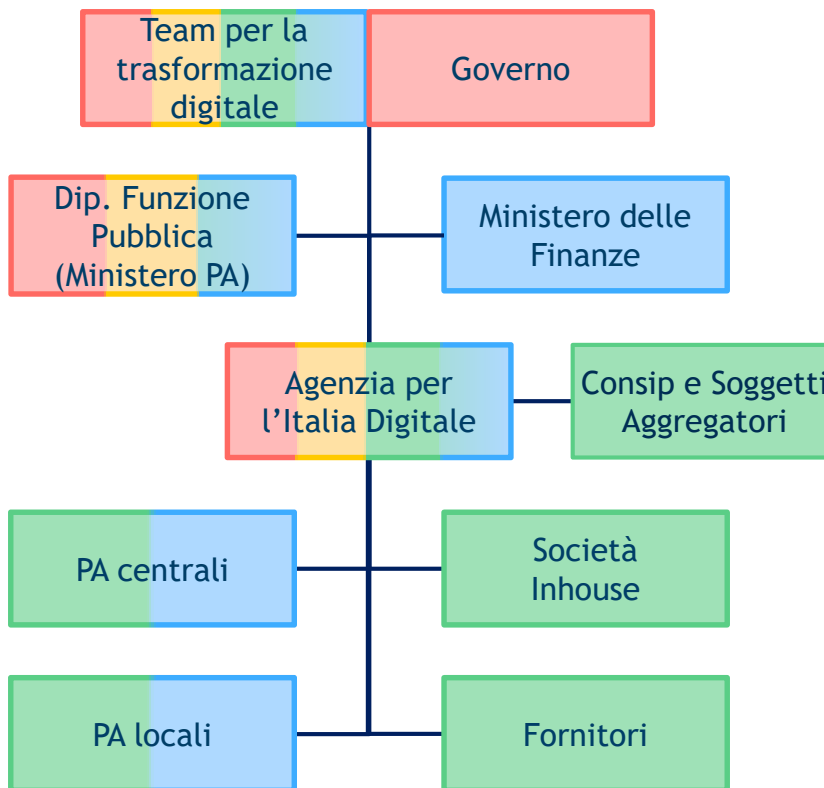 Team per la
trasformazione
digitale
Governo
Dip. Funzione
Pubblica
(Ministero PA)
Ministero delle
Finanze
Agenzia per
l'Italia Digitale
Consip e Soggetti
Aggregatori
PA centrali
Società
Inhouse
PA locali
Fornitori